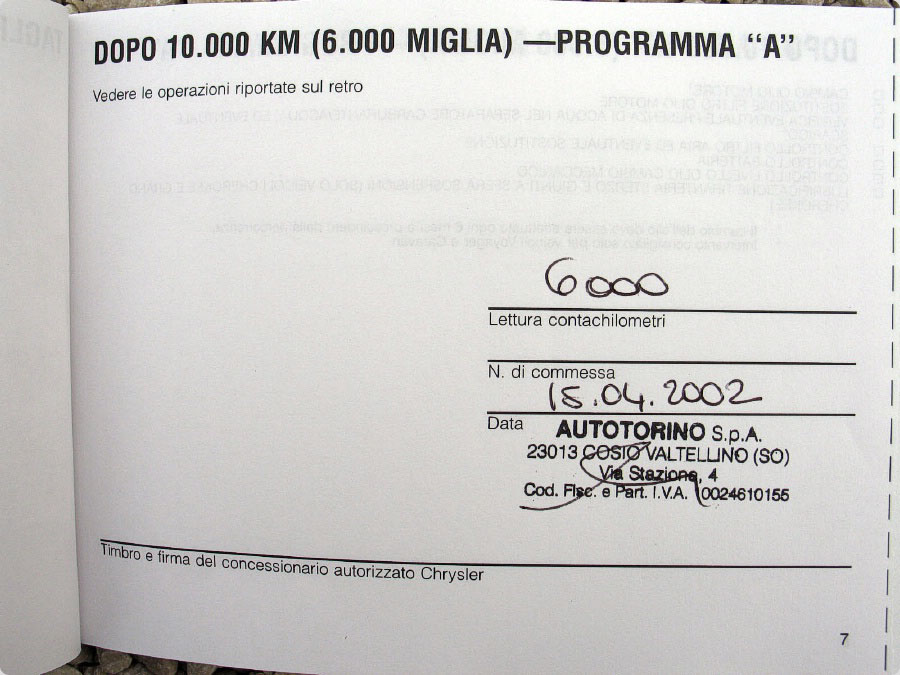 DOPO 10.000 KM (6.000 MIGLIA) — PROGRAMMA “A”
Vedere le operazioni riportate sul retro
6000
Lettura contachilometri
N. di commessa
15.04.2002
Data
AUTOTORINO S.p.A.
23013 COSIO VALTELLINO (SO)
Via Stazione, 4
Cod. Fisc. e Part. I.V.A. 0024610155
Timbro e firma del concessionario autorizzato Chrysler
7